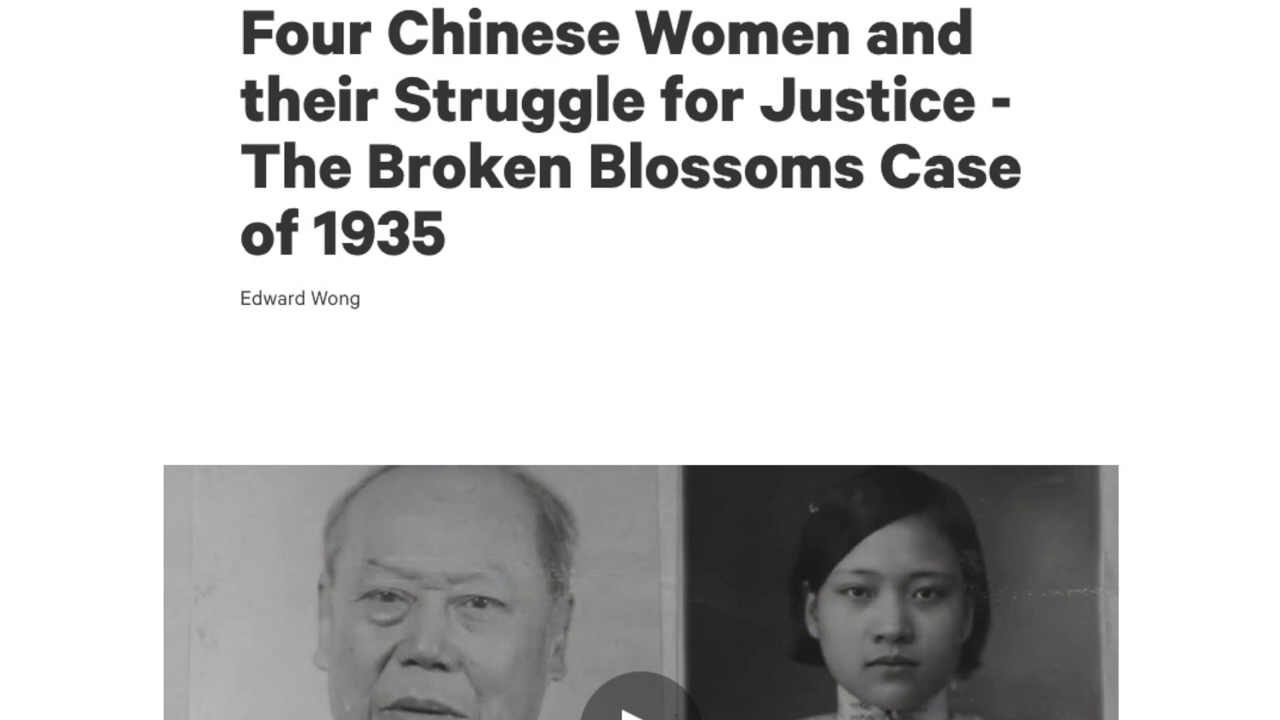 Four Chinese Women and
their Struggle for Justice -
The Broken Blossoms Case
of 1935
Edward Wong